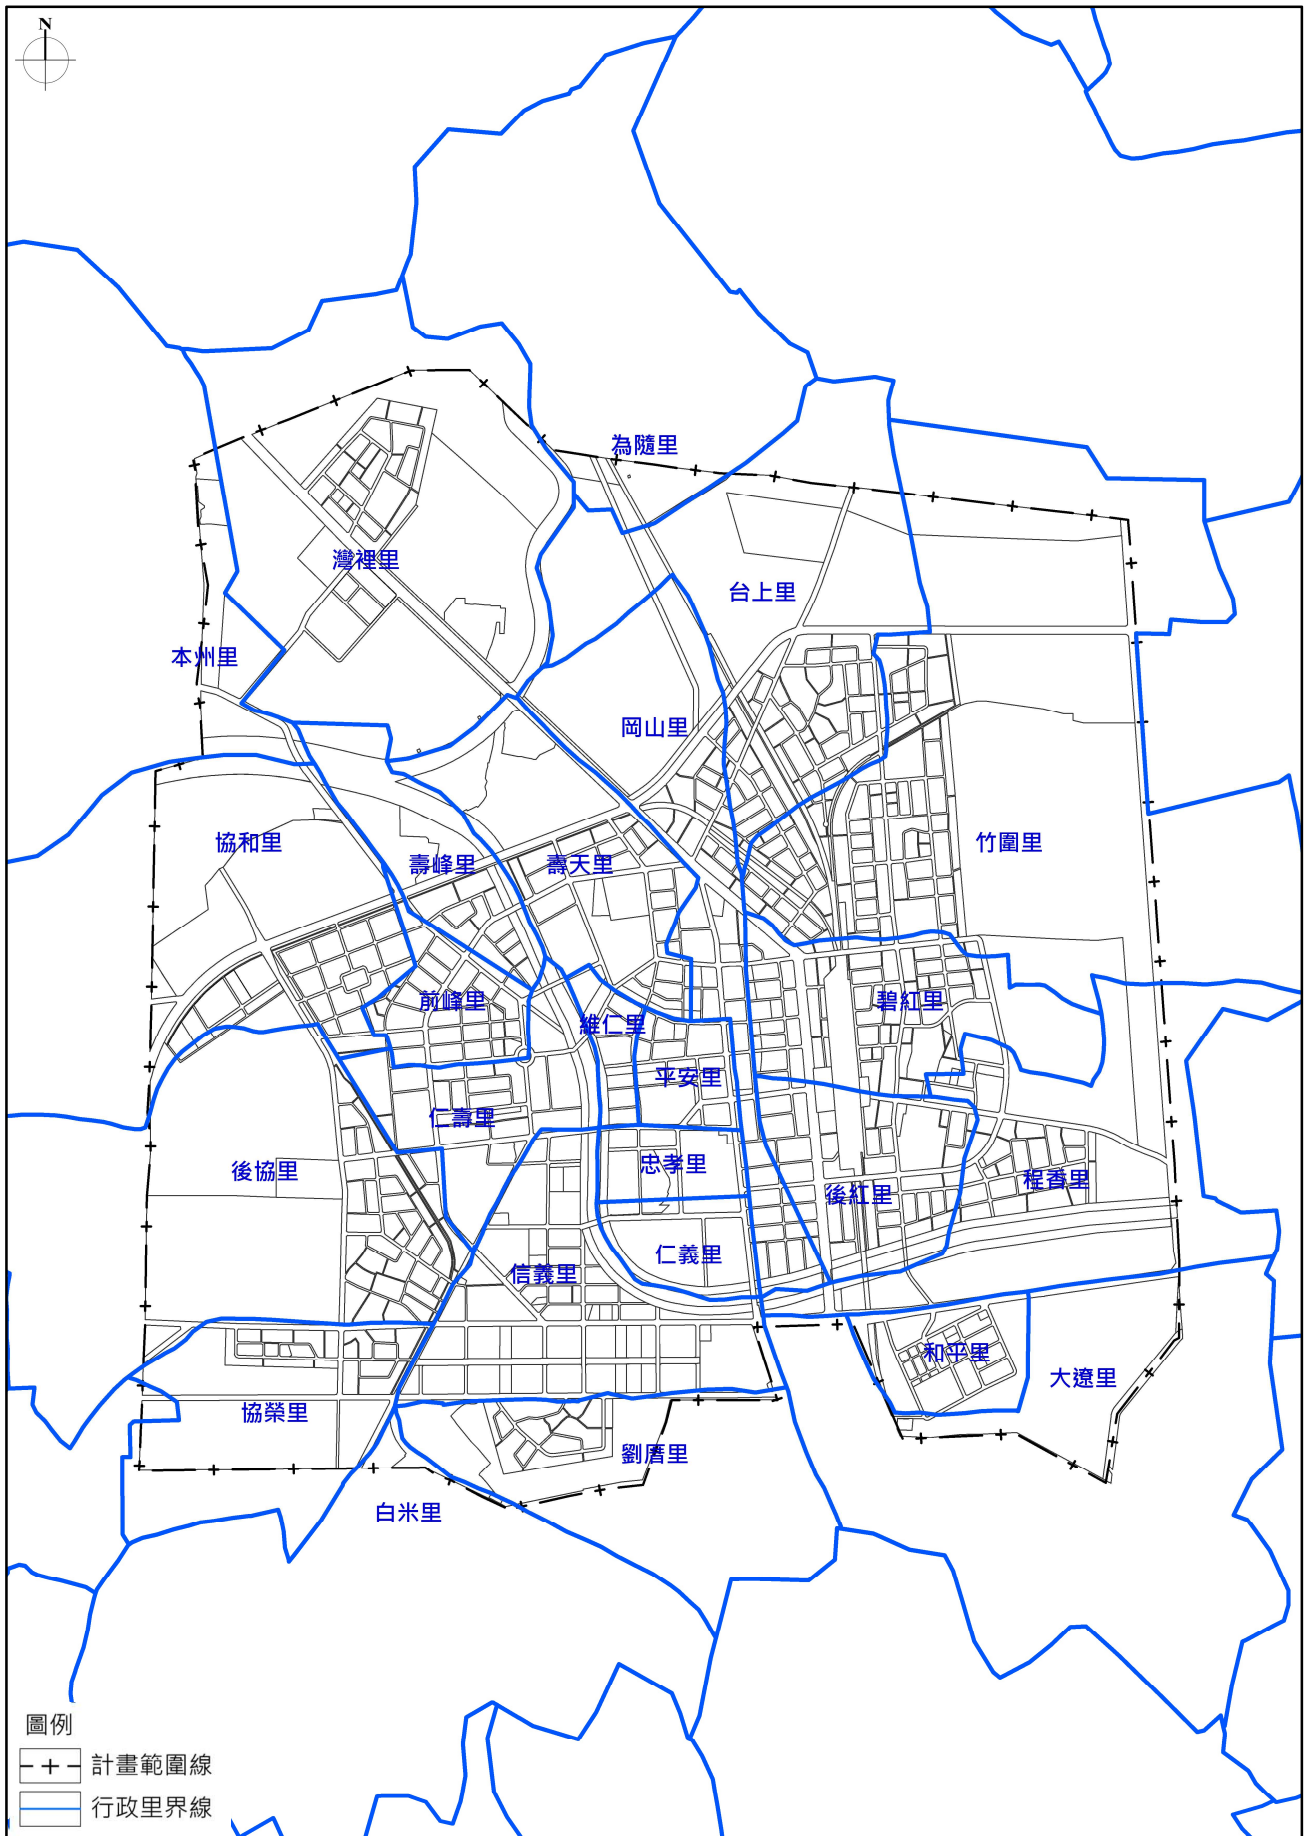 N
為隨里
灣裡里
台上里
本州里
岡山里
協和里
壽峰里
壽天里
竹圍里
前峰里
碧紅里
維仁里
平安里
仁壽里
後協里
忠孝里
程香里
後紅里
仁義里
信義里
和平里
大遼里
協榮里
劉厝里
白米里
圖例
計畫範圍線
行政里界線